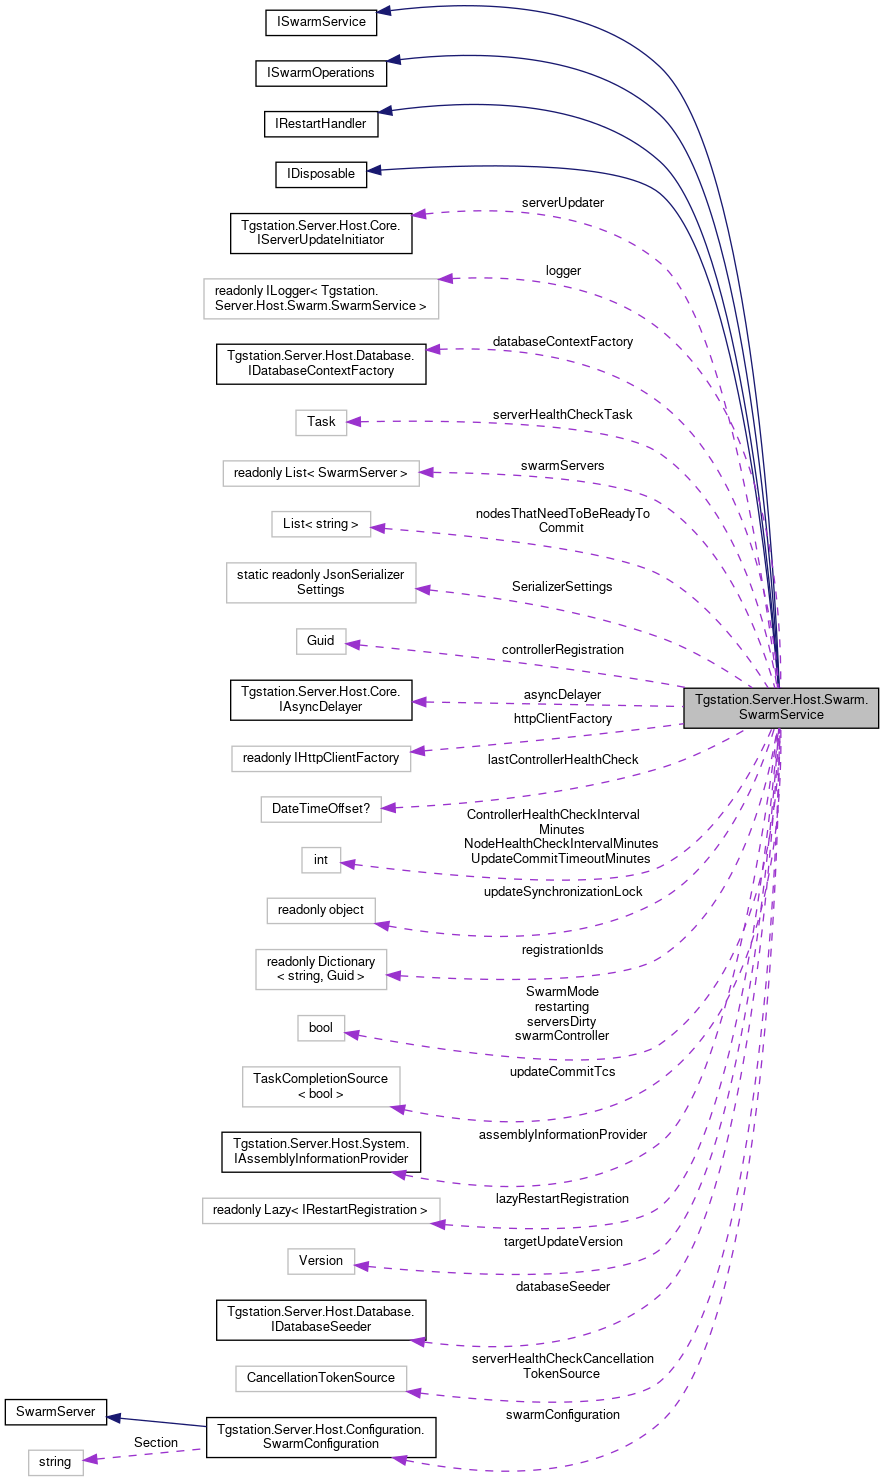 ISwarmService
ISwarmOperations
IRestartHandler
IDisposable
serverUpdater
Tgstation.Server.Host.Core.
IServerUpdateInitiator
logger
readonly ILogger< Tgstation.
Server.Host.Swarm.SwarmService >
databaseContextFactory
Tgstation.Server.Host.Database.
IDatabaseContextFactory
serverHealthCheckTask
Task
swarmServers
readonly List< SwarmServer >
nodesThatNeedToBeReadyTo
Commit
List< string >
static readonly JsonSerializer
Settings
SerializerSettings
Guid
controllerRegistration
Tgstation.Server.Host.Core.
IAsyncDelayer
asyncDelayer
Tgstation.Server.Host.Swarm.
SwarmService
httpClientFactory
readonly IHttpClientFactory
lastControllerHealthCheck
DateTimeOffset?
ControllerHealthCheckInterval
Minutes
NodeHealthCheckIntervalMinutes
UpdateCommitTimeoutMinutes
int
updateSynchronizationLock
readonly object
registrationIds
readonly Dictionary
< string, Guid >
SwarmMode
restarting
serversDirty
swarmController
bool
updateCommitTcs
TaskCompletionSource
< bool >
assemblyInformationProvider
Tgstation.Server.Host.System.
IAssemblyInformationProvider
lazyRestartRegistration
readonly Lazy< IRestartRegistration >
targetUpdateVersion
Version
databaseSeeder
Tgstation.Server.Host.Database.
IDatabaseSeeder
serverHealthCheckCancellation
TokenSource
CancellationTokenSource
swarmConfiguration
SwarmServer
Tgstation.Server.Host.Configuration.
SwarmConfiguration
Section
string